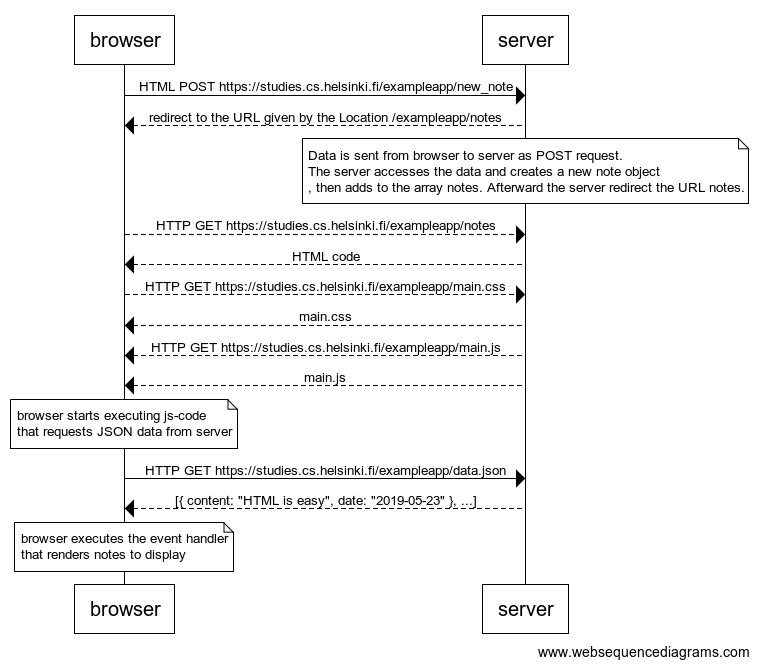 browser
server
HTML POST https://studies.cs.helsinki.fi/exampleapp/new_note
redirect to the URL given by the Location /exampleapp/notes
Data is sent from browser to server as POST request.
The server accesses the data and creates a new note object
, then adds to the array notes. Afterward the server redirect the URL notes.
HTTP GET https://studies.cs.helsinki.fi/exampleapp/notes
HTML code
HTTP GET https://studies.cs.helsinki.fi/exampleapp/main.css
main.css
HTTP GET https://studies.cs.helsinki.fi/exampleapp/main.js
main.js
browser starts executing js-code
that requests JSON data from server
HTTP GET https://studies.cs.helsinki.fi/exampleapp/data.json
[{ content: "HTML is easy", date: "2019-05-23" }, ...]
browser executes the event handler
that renders notes to display
browser
server
www.websequencediagrams.com